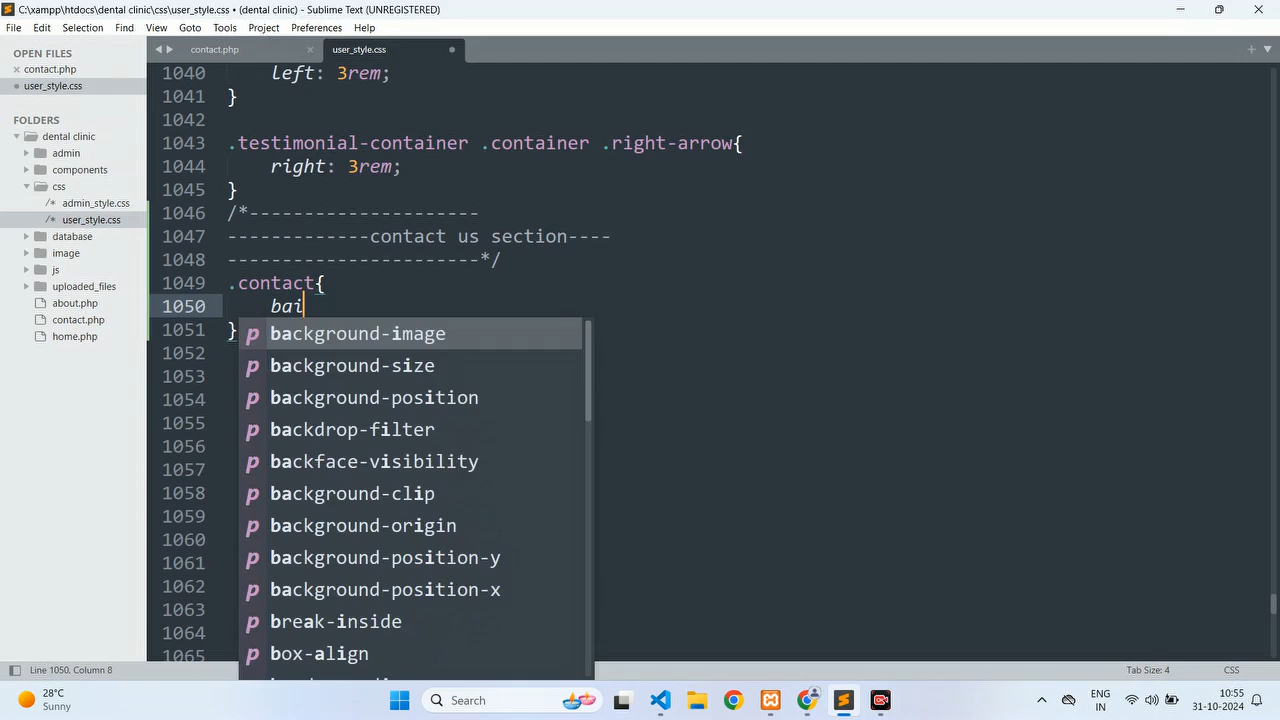 C:\xampp\htdocs\dental clinic\css\user_style.css • (dental clinic) - Sublime Text (UNREGISTERED)
File Edit Selection Find View Goto Tools Project Preferences Help
OPEN FILES
contact.php
user_style.css
FOLDERS
dental clinic
admin
components
css
/* admin_style.css
/* user_style.css
database
image
js
uploaded_files
about.php
contact.php
home.php
contact.php
user_style.css
1040 left: 3rem;
1041 }
1042
1043 .testimonial-container .container .right-arrow{
1044 right: 3rem;
1045 }
1046 /*---------------------
1047 -------------contact us section----
1048 -----------------------*/
1049 .contact{
1050 bai
1051 }
1052
1053
1054
1055
1056
1057
1058
1059
1060
1061
1062
1063
1064
1065
p background-image
p background-size
p background-position
p backdrop-filter
p backface-visibility
p background-clip
p background-origin
p background-position-y
p background-position-x
p break-inside
p box-align
Line 1050, Column 8
Tab Size: 4
CSS
28°C
Sunny
Search
ENG
IN
10:55
31-10-2024